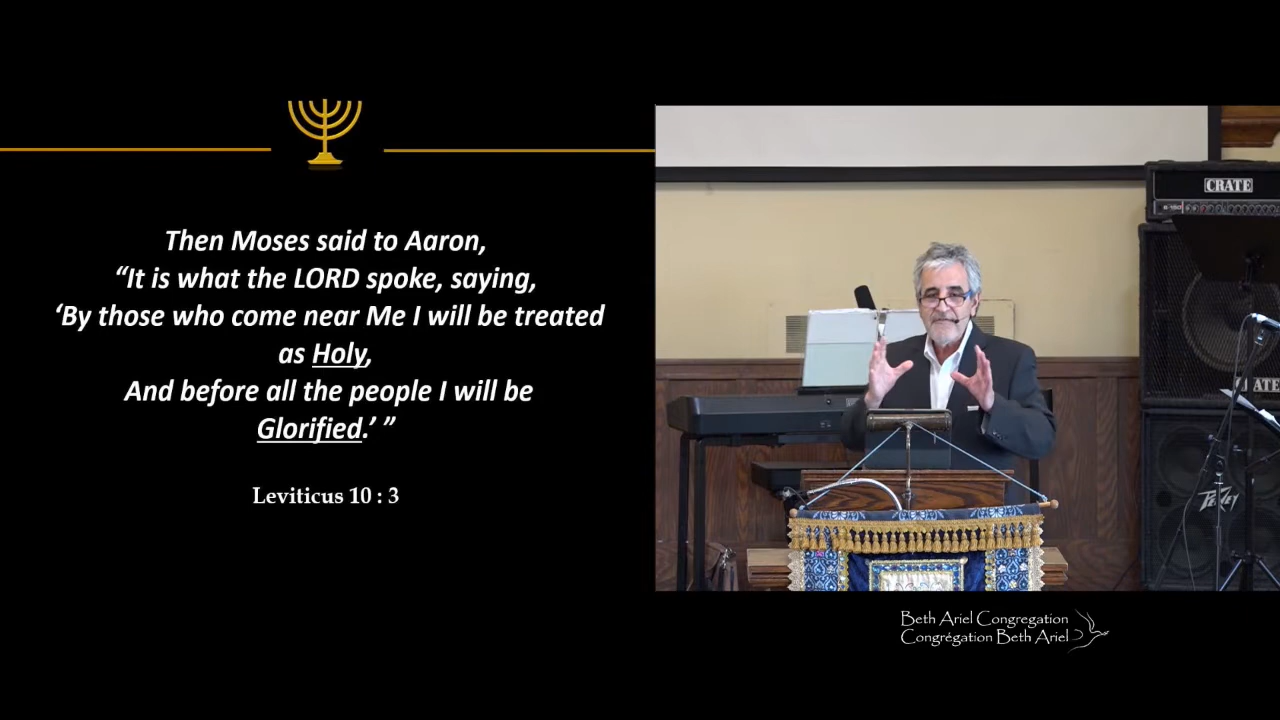 Then Moses said to Aaron,
“It is what the LORD spoke, saying,
‘By those who come near Me I will be treated
as Holy,
And before all the people I will be
Glorified.’ ”
Leviticus 10 : 3
CRATE
CRATE
PEAVEY
Beth Ariel Congregation
Congrégation Beth Ariel